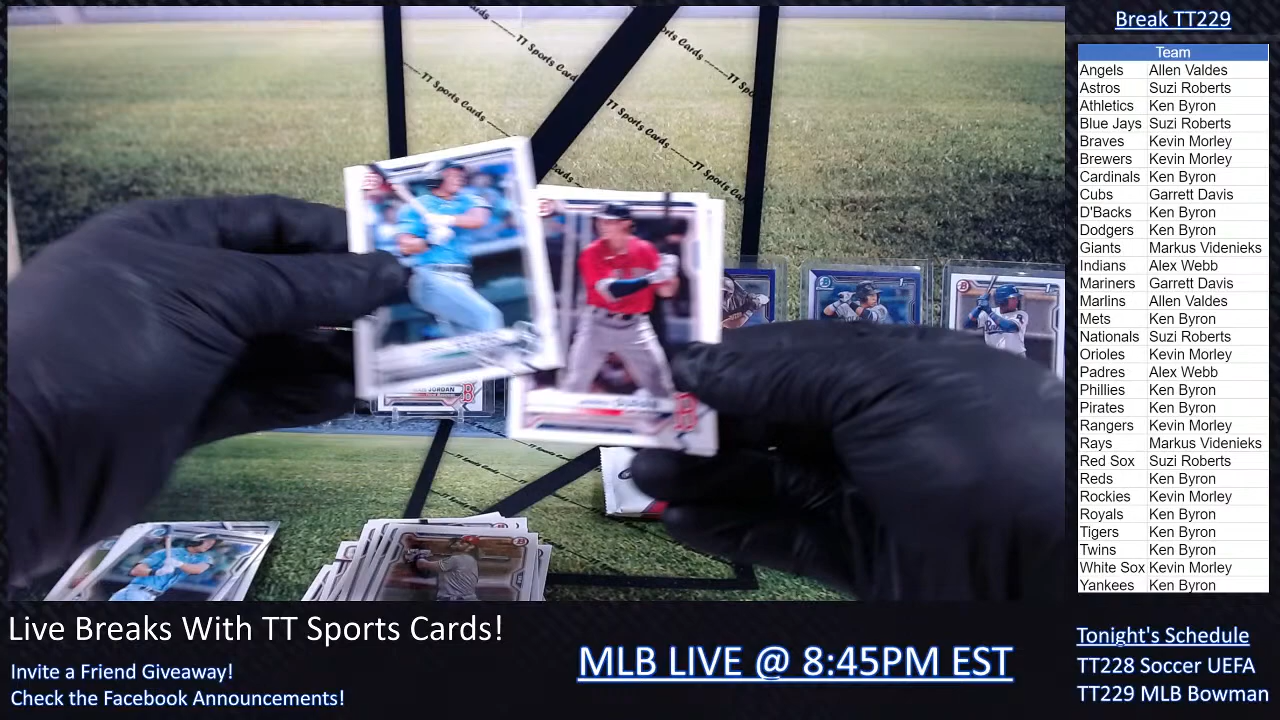 Break TT229
Team
Angels Allen Valdes
Astros Suzi Roberts
Athletics Ken Byron
Blue Jays Suzi Roberts
Braves Kevin Morley
Brewers Kevin Morley
Cardinals Ken Byron
Cubs Garrett Davis
D'Backs Ken Byron
Dodgers Ken Byron
Giants Markus Videnieks
Indians Alex Webb
Mariners Garrett Davis
Marlins Allen Valdes
Mets Ken Byron
Nationals Suzi Roberts
Orioles Kevin Morley
Padres Alex Webb
Phillies Ken Byron
Pirates Ken Byron
Rangers Kevin Morley
Rays Markus Videnieks
Red Sox Suzi Roberts
Reds Ken Byron
Rockies Kevin Morley
Royals Ken Byron
Tigers Ken Byron
Twins Ken Byron
White Sox Kevin Morley
Yankees Ken Byron
TT Sports Cards
TT Sports Cards
TT Sports Cards
TT Sports Cards
JORDAN
Live Breaks With TT Sports Cards!
Invite a Friend Giveaway!
Check the Facebook Announcements!
MLB LIVE @ 8:45PM EST
Tonight's Schedule
TT228 Soccer UEFA
TT229 MLB Bowman